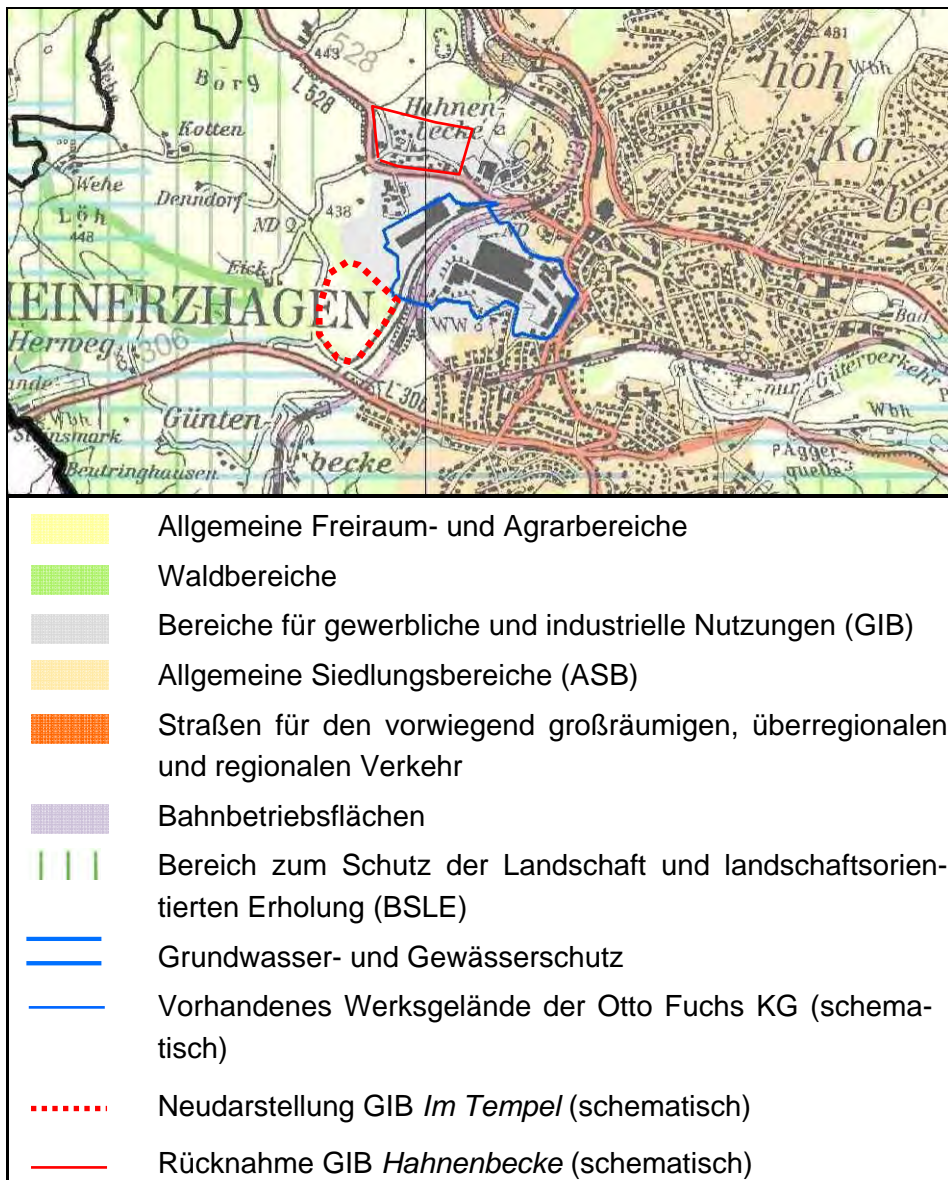 443
528
Borg
L 528
Hahnen-
becke
höh
Wbh
481
Kor
bec
Kotten
Wehe
Denndorf
ND
438
Löh
448
Eick
ND
EINERZHAGEN
WW
Herweg
306
L 306
Bad
nur Güterverkehr
Wbh
Günten-
becke
Wbh
Beutringhausen
Agger-
quelle
Allgemeine Freiraum- und Agrarbereiche
Waldbereiche
Bereiche für gewerbliche und industrielle Nutzungen (GIB)
Allgemeine Siedlungsbereiche (ASB)
Straßen für den vorwiegend großräumigen, überregionalen
und regionalen Verkehr
Bahnbetriebsflächen
Bereich zum Schutz der Landschaft und landschaftsorien-
tierten Erholung (BSLE)
Grundwasser- und Gewässerschutz
Vorhandenes Werksgelände der Otto Fuchs KG (schema-
tisch)
Neudarstellung GIB Im Tempel (schematisch)
Rücknahme GIB Hahnenbecke (schematisch)